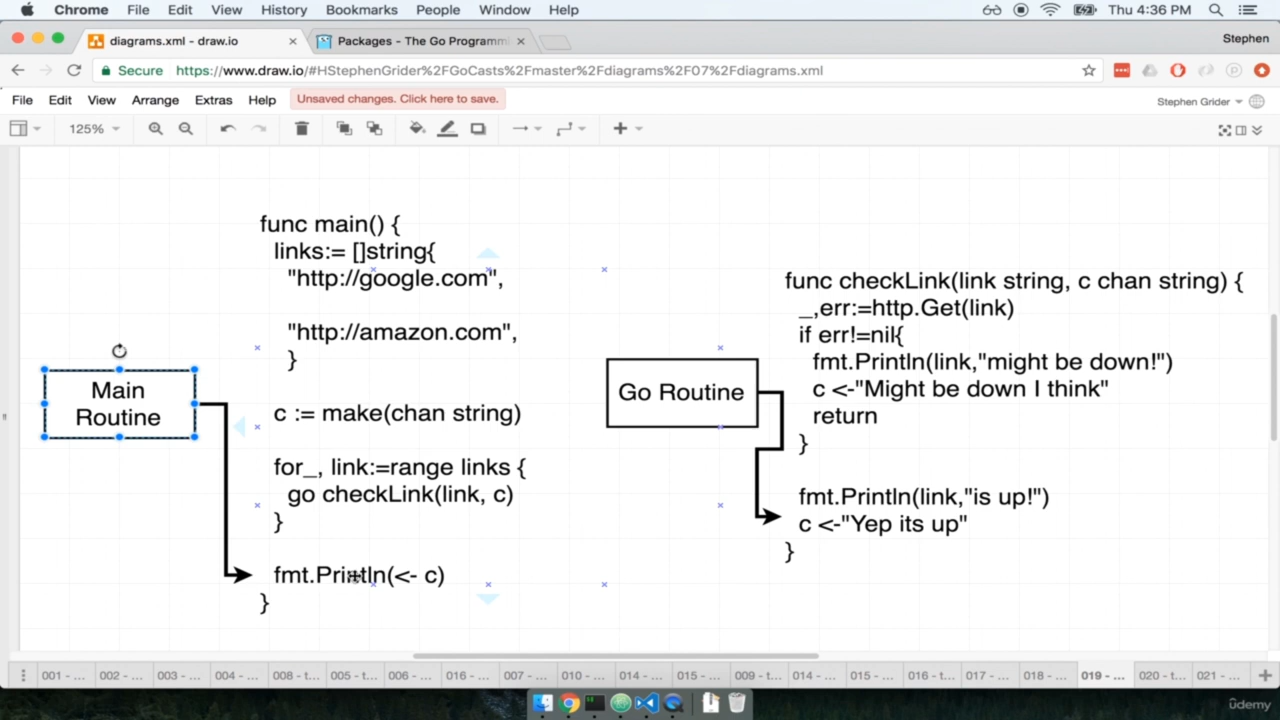 Chrome File Edit View History Bookmarks People Window Help Thu 4:36 PM
diagrams.xml - draw.io Packages - The Go Programmi Stephen
Secure https://www.draw.io/#HStephenGrider%2FGoCasts%2Fmaster%2Fdiagrams%2F07%2Fdiagrams.xml
File Edit View Arrange Extras Help Unsaved changes. Click here to save. Stephen Grider
125%
func main() {
links:= []string{
"http://google.com",
"http://amazon.com",
}
c := make(chan string)
for_, link:=range links {
go checkLink(link, c)
}
fmt.Println(<- c)
}
Main
Routine
Go Routine
func checkLink(link string, c chan string) {
_,err:=http.Get(link)
if err!=nil{
fmt.Println(link,"might be down!")
c <-"Might be down I think"
return
}
fmt.Println(link,"is up!")
c <-"Yep its up"
}
001 - ... 002 - ... 003 - ... 004 - ... 008 - t... 005 - t... 006 - ... 016 - ... 007 - ... 010 - ... 014 - ... 015 - ... 009 - t... 014 - ... 015 - ... 016 - t... 017 - ... 018 - ... 019 - ... 020 - t... 021 - ...
ûdemy